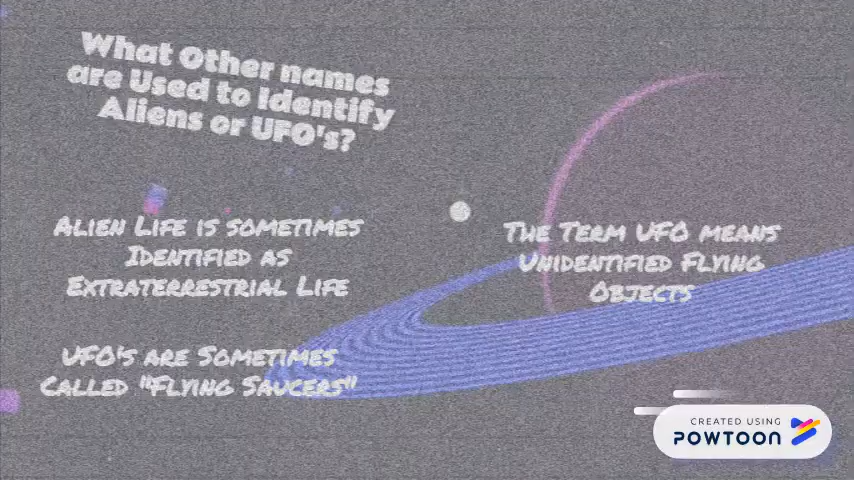 What Other names
are Used to Identify
Aliens or UFO's?
Alien Life is sometimes
Identified as
Extraterrestrial Life
The Term UFO means
Unidentified Flying
Objects
UFO's are Sometimes
Called "Flying Saucers"
CREATED USING
POWTOON